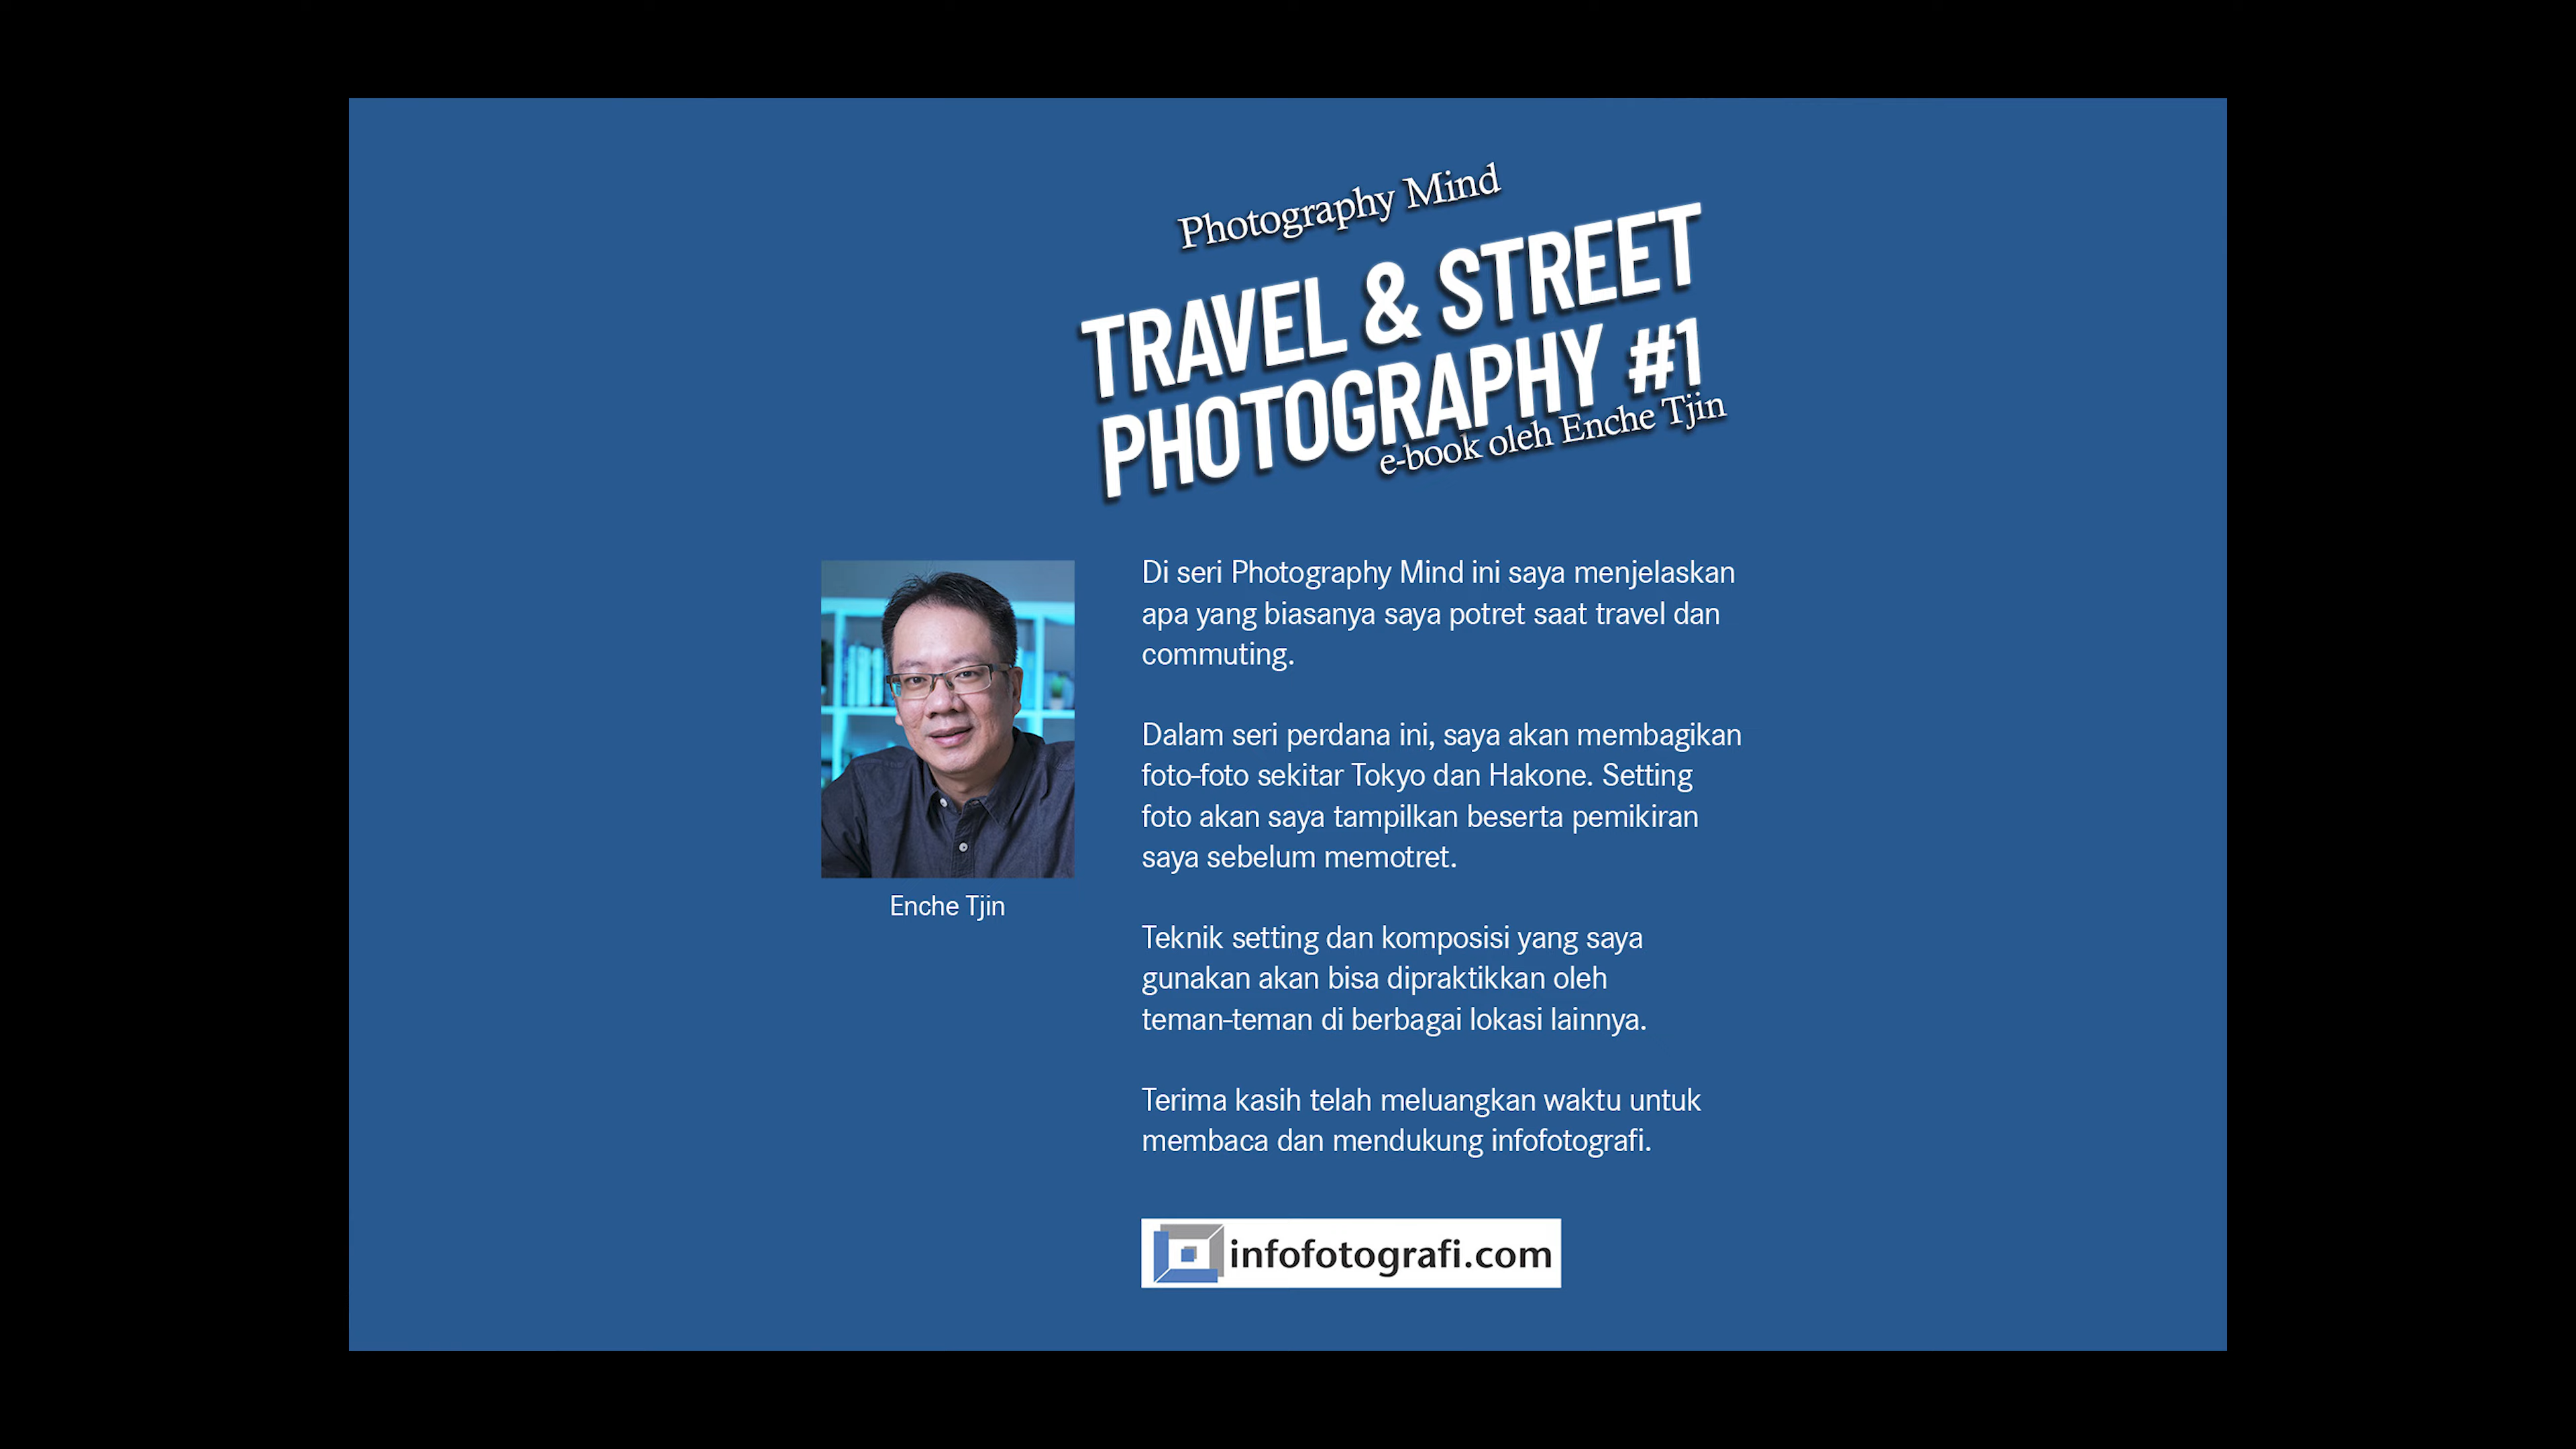 Photography Mind
TRAVEL & STREET
PHOTOGRAPHY #1
e-book oleh Enche Tjin
Di seri Photography Mind ini saya menjelaskan
apa yang biasanya saya potret saat travel dan
commuting.
Dalam seri perdana ini, saya akan membagikan
foto-foto sekitar Tokyo dan Hakone. Setting
foto akan saya tampilkan beserta pemikiran
saya sebelum memotret.
Teknik setting dan komposisi yang saya
gunakan akan bisa dipraktikkan oleh
teman-teman di berbagai lokasi lainnya.
Terima kasih telah meluangkan waktu untuk
membaca dan mendukung infofotografi.
Enche Tjin
infofotografi.com